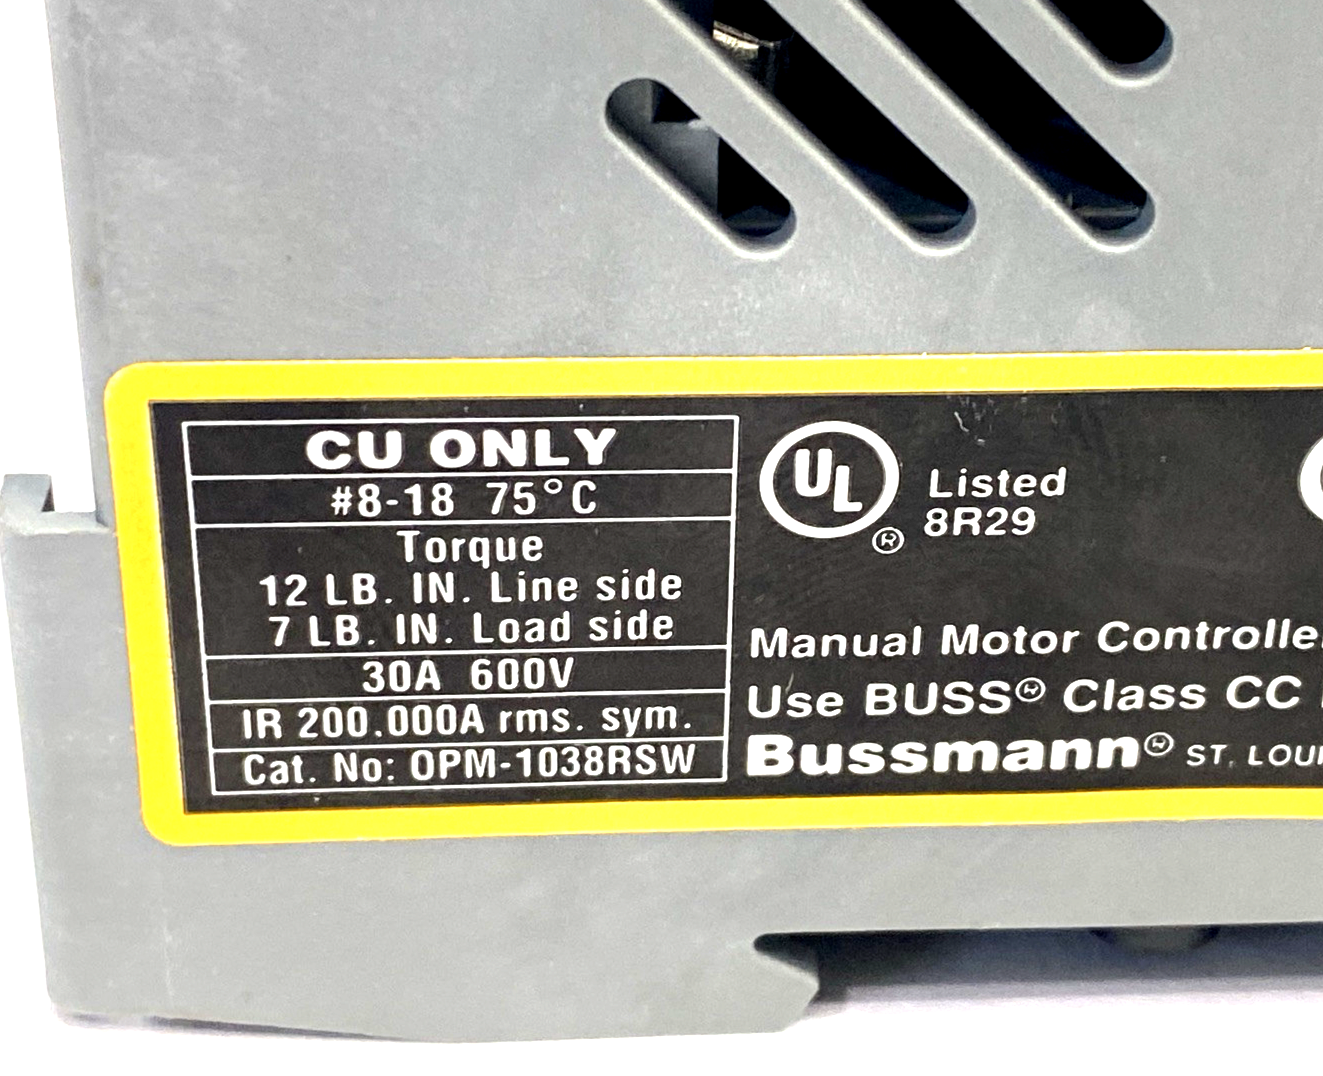 CU ONLY
#8-18 75°C
Torque
12 LB. IN. Line side
7 LB. IN. Load side
30A 600V
IR 200.000A rms. sym.
Cat. No: OPM-1038RSW
UL®
Listed
8R29
Manual Motor Controlle
Use BUSS® Class CC
Bussmann® ST. LOUI